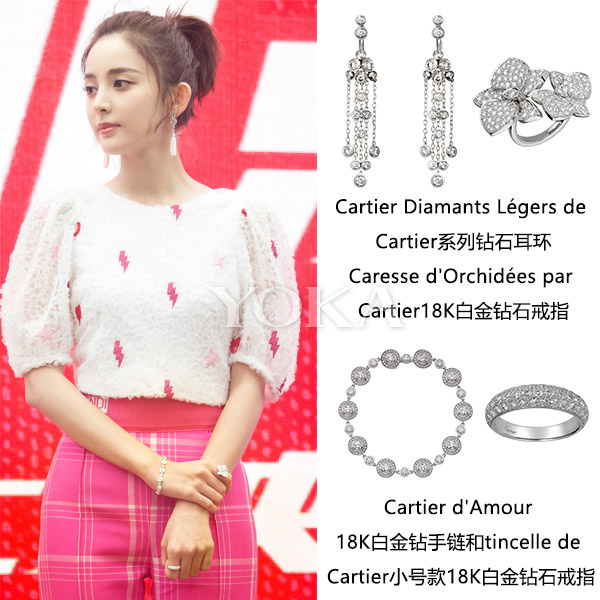 Cartier Diamants Légers de
Cartier系列钻石耳环
Caresse d'Orchidées par
Cartier18K白金钻石戒指
YOKA
NDI
Cartier d'Amour
18K白金钻手链和tincelle de
Cartier小号款18K白金钻石戒指